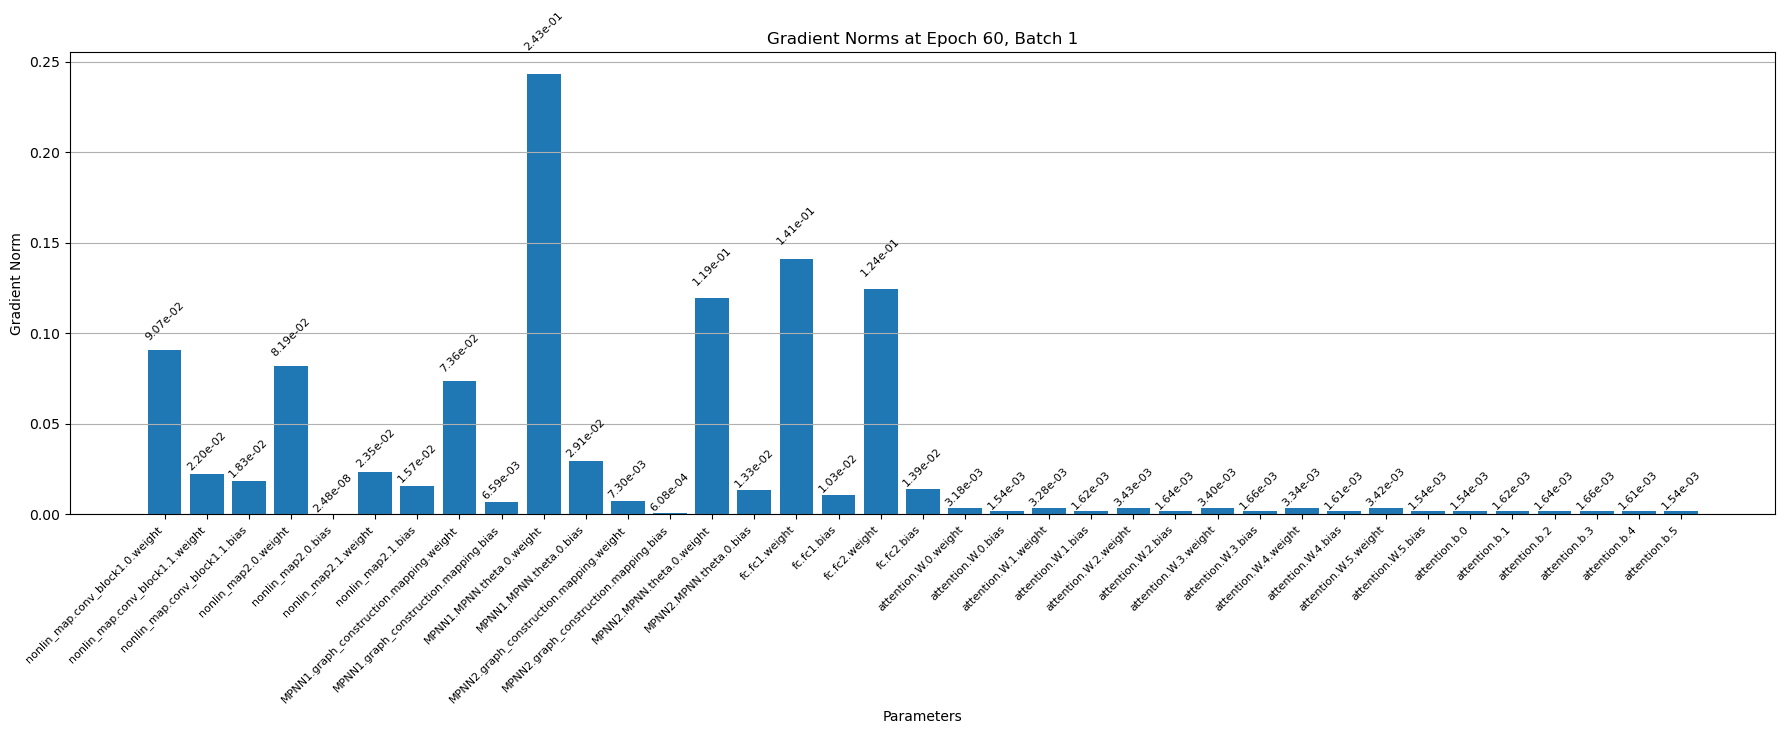 Gradient Norms at Epoch 60, Batch 1
Gradient Norm
0.25
0.20
0.15
0.10
0.05
0.00
9.07e-02
2.20e-02
1.83e-02
8.19e-02
2.48e-08
2.35e-02
1.57e-02
7.36e-02
6.59e-03
2.43e-01
2.91e-02
7.30e-03
6.08e-04
1.19e-01
1.33e-02
1.41e-01
1.03e-02
1.24e-01
1.39e-02
3.18e-03
1.54e-03
3.28e-03
1.62e-03
3.43e-03
1.64e-03
3.40e-03
1.66e-03
3.34e-03
1.61e-03
3.42e-03
1.54e-03
1.54e-03
1.62e-03
1.64e-03
1.66e-03
1.61e-03
1.54e-03
nonlin_map.conv_block1.0.weight
nonlin_map.conv_block1.1.weight
nonlin_map.conv_block1.1.bias
nonlin_map2.0.weight
nonlin_map2.0.bias
nonlin_map2.1.weight
nonlin_map2.1.bias
MPNN1.graph_construction.mapping.weight
MPNN1.graph_construction.mapping.bias
MPNN1.MPNN.theta.0.weight
MPNN1.MPNN.theta.0.bias
MPNN2.graph_construction.mapping.weight
MPNN2.graph_construction.mapping.bias
MPNN2.MPNN.theta.0.weight
MPNN2.MPNN.theta.0.bias
fc.fc1.weight
fc.fc1.bias
fc.fc2.weight
fc.fc2.bias
attention.W.0.weight
attention.W.0.bias
attention.W.1.weight
attention.W.1.bias
attention.W.2.weight
attention.W.2.bias
attention.W.3.weight
attention.W.3.bias
attention.W.4.weight
attention.W.4.bias
attention.W.5.weight
attention.W.5.bias
attention.b.0
attention.b.1
attention.b.2
attention.b.3
attention.b.4
attention.b.5
Parameters